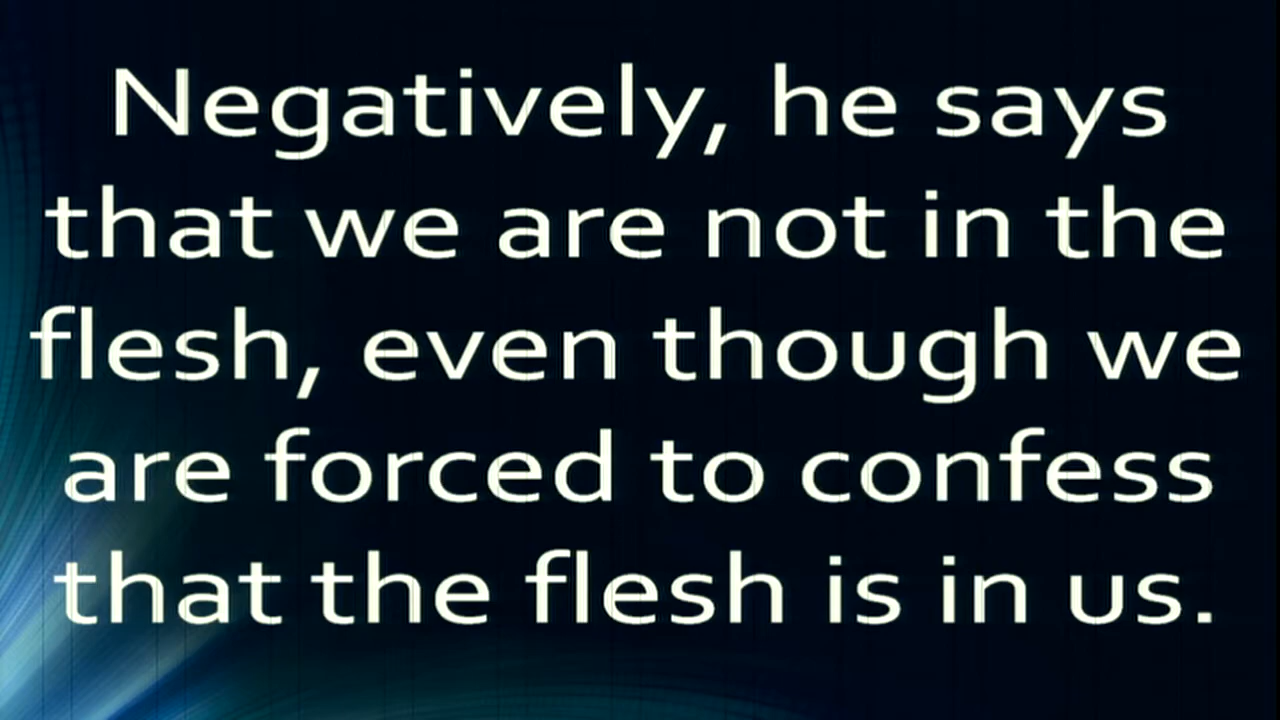 Negatively, he says
that we are not in the
flesh, even though we
are forced to confess
that the flesh is in us.